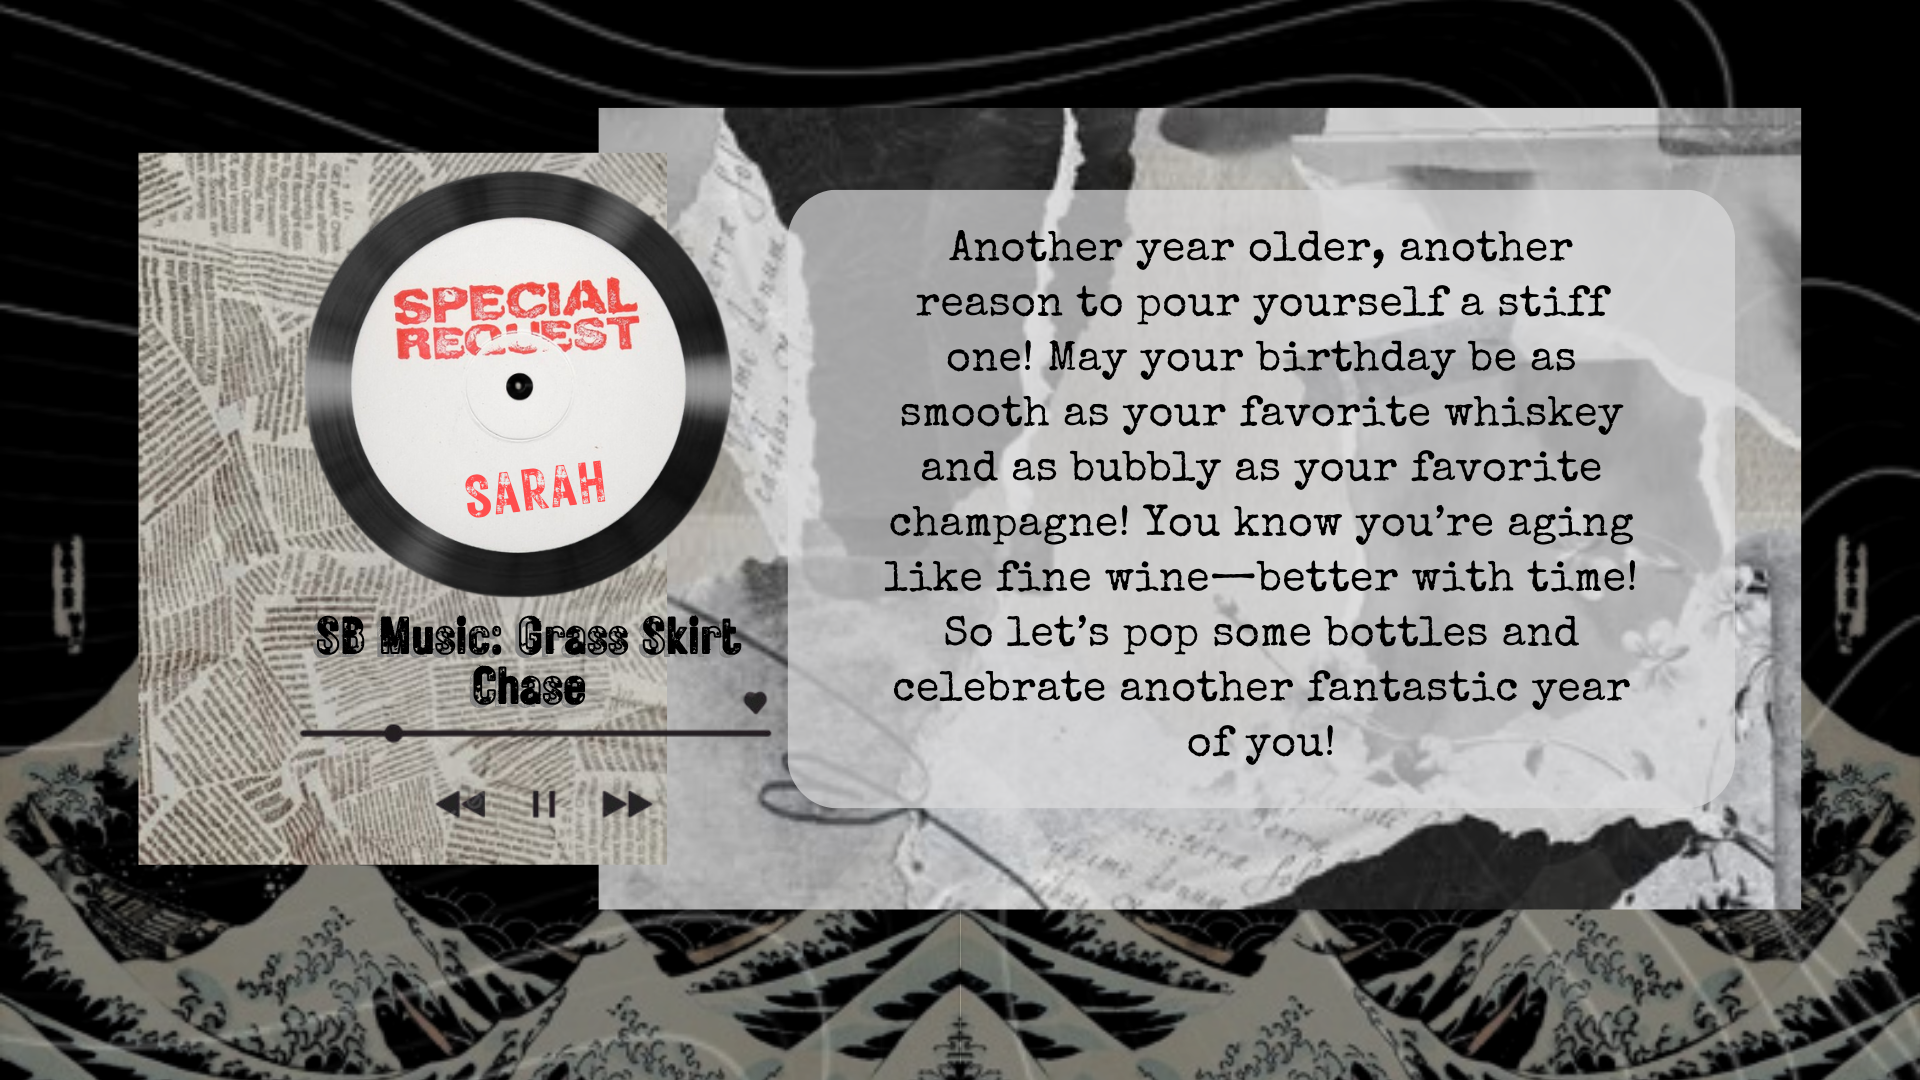 SPECIAL
REQUEST
SARAH
SB Music: Grass Skirt
Chase
Another year older, another
reason to pour yourself a stiff
one! May your birthday be as
smooth as your favorite whiskey
and as bubbly as your favorite
champagne! You know you’re aging
like fine wine—better with time!
So let’s pop some bottles and
celebrate another fantastic year
of you!